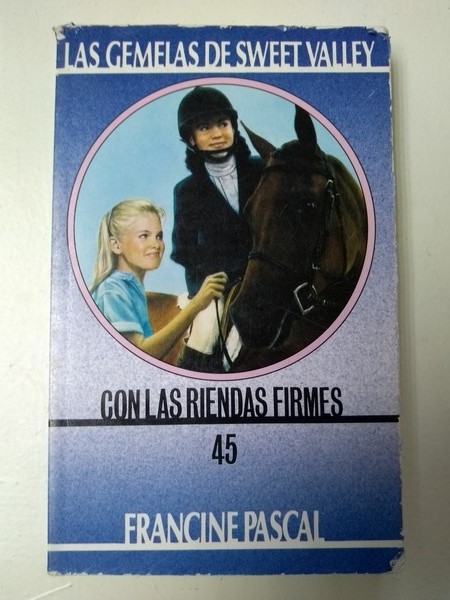 LAS GEMELAS DE SWEET VALLEY
CON LAS RIENDAS FIRMES
45
FRANCINE PASCAL